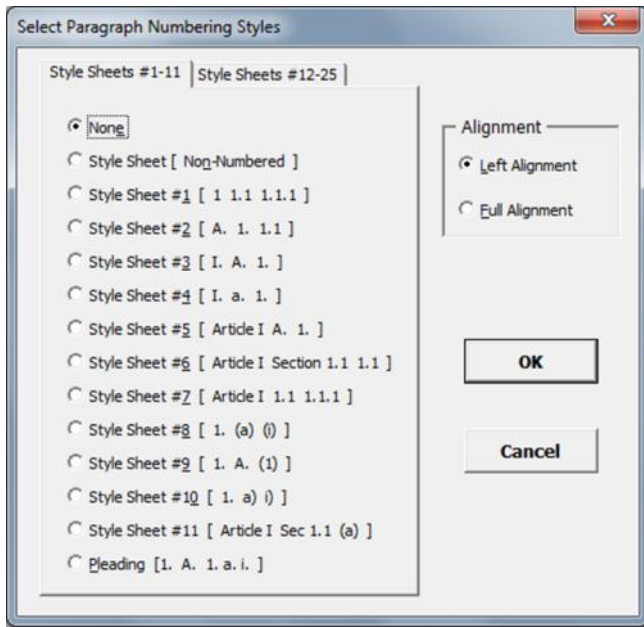 Select Paragraph Numbering Styles
Style Sheets #1-11
Style Sheets #12-25
None
Style Sheet [ Non-Numbered ]
Style Sheet #1 [ 1 1.1 1.1.1 ]
Style Sheet #2 [ A. 1. 1.1 ]
Style Sheet #3 [ I. A. 1. ]
Style Sheet #4 [ I. a. 1. ]
Style Sheet #5 [ Article I A. 1. ]
Style Sheet #6 [ Article I Section 1.1 1.1 ]
Style Sheet #7 [ Article I 1.1 1.1.1 ]
Style Sheet #8 [ 1. (a) (i) ]
Style Sheet #9 [ 1. A. (1) ]
Style Sheet #10 [ 1. a) i) ]
Style Sheet #11 [ Article I Sec 1.1 (a) ]
Pleading [1. A. 1. a. i. ]
Alignment
Left Alignment
Full Alignment
OK
Cancel